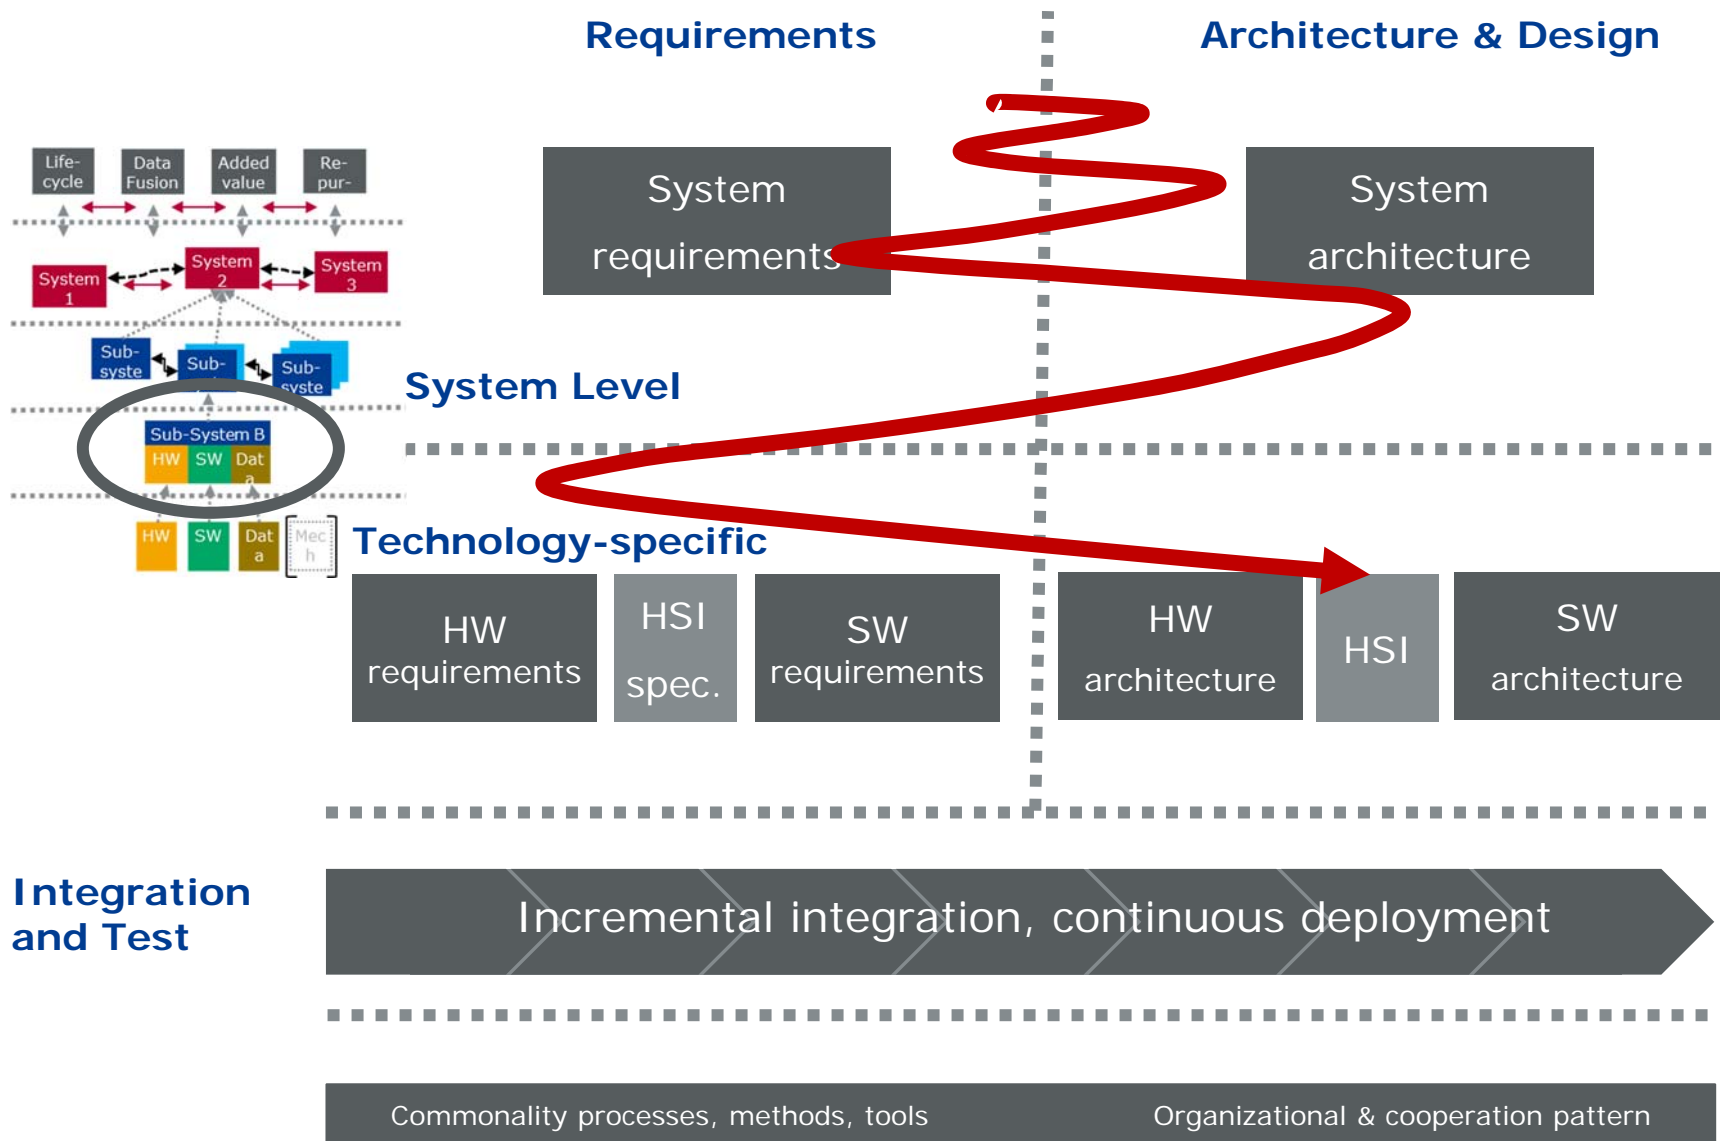 Requirements
Architecture & Design
Life-
cycle
Data
Fusion
Added
value
Re-
pur-
System
1
System
2
System
3
Sub-
syste
Sub-
Sub-
syste
Sub-System B
HW
SW
Dat
a
HW
SW
Dat
a
Mec
h
System
requirements
System
architecture
System Level
Technology-specific
HW
requirements
HSI
spec.
SW
requirements
HW
architecture
HSI
SW
architecture
Integration
and Test
Incremental integration, continuous deployment
Commonality processes, methods, tools
Organizational & cooperation pattern